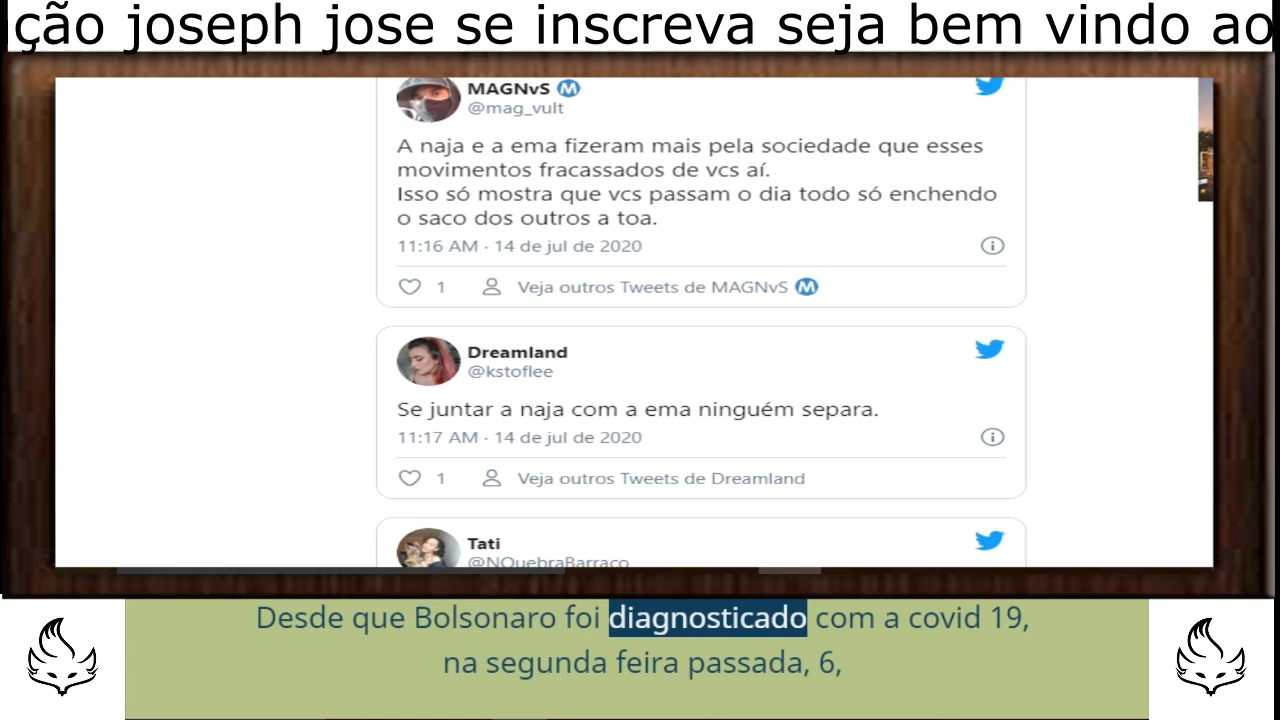 ção joseph jose se inscreva seja bem vindo ao
MAGNvS M
@mag_vult
A naja e a ema fizeram mais pela sociedade que esses
movimentos fracassados de vcs aí.
Isso só mostra que vcs passam o dia todo só enchendo
o saco dos outros a toa.
11:16 AM · 14 de jul de 2020
1 Veja outros Tweets de MAGNvS M
Dreamland
@kstoflee
Se juntar a naja com a ema ninguém separa.
11:17 AM · 14 de jul de 2020
1 Veja outros Tweets de Dreamland
Tati
@NQuebraBarraco
Desde que Bolsonaro foi diagnosticado com a covid 19,
na segunda feira passada, 6,